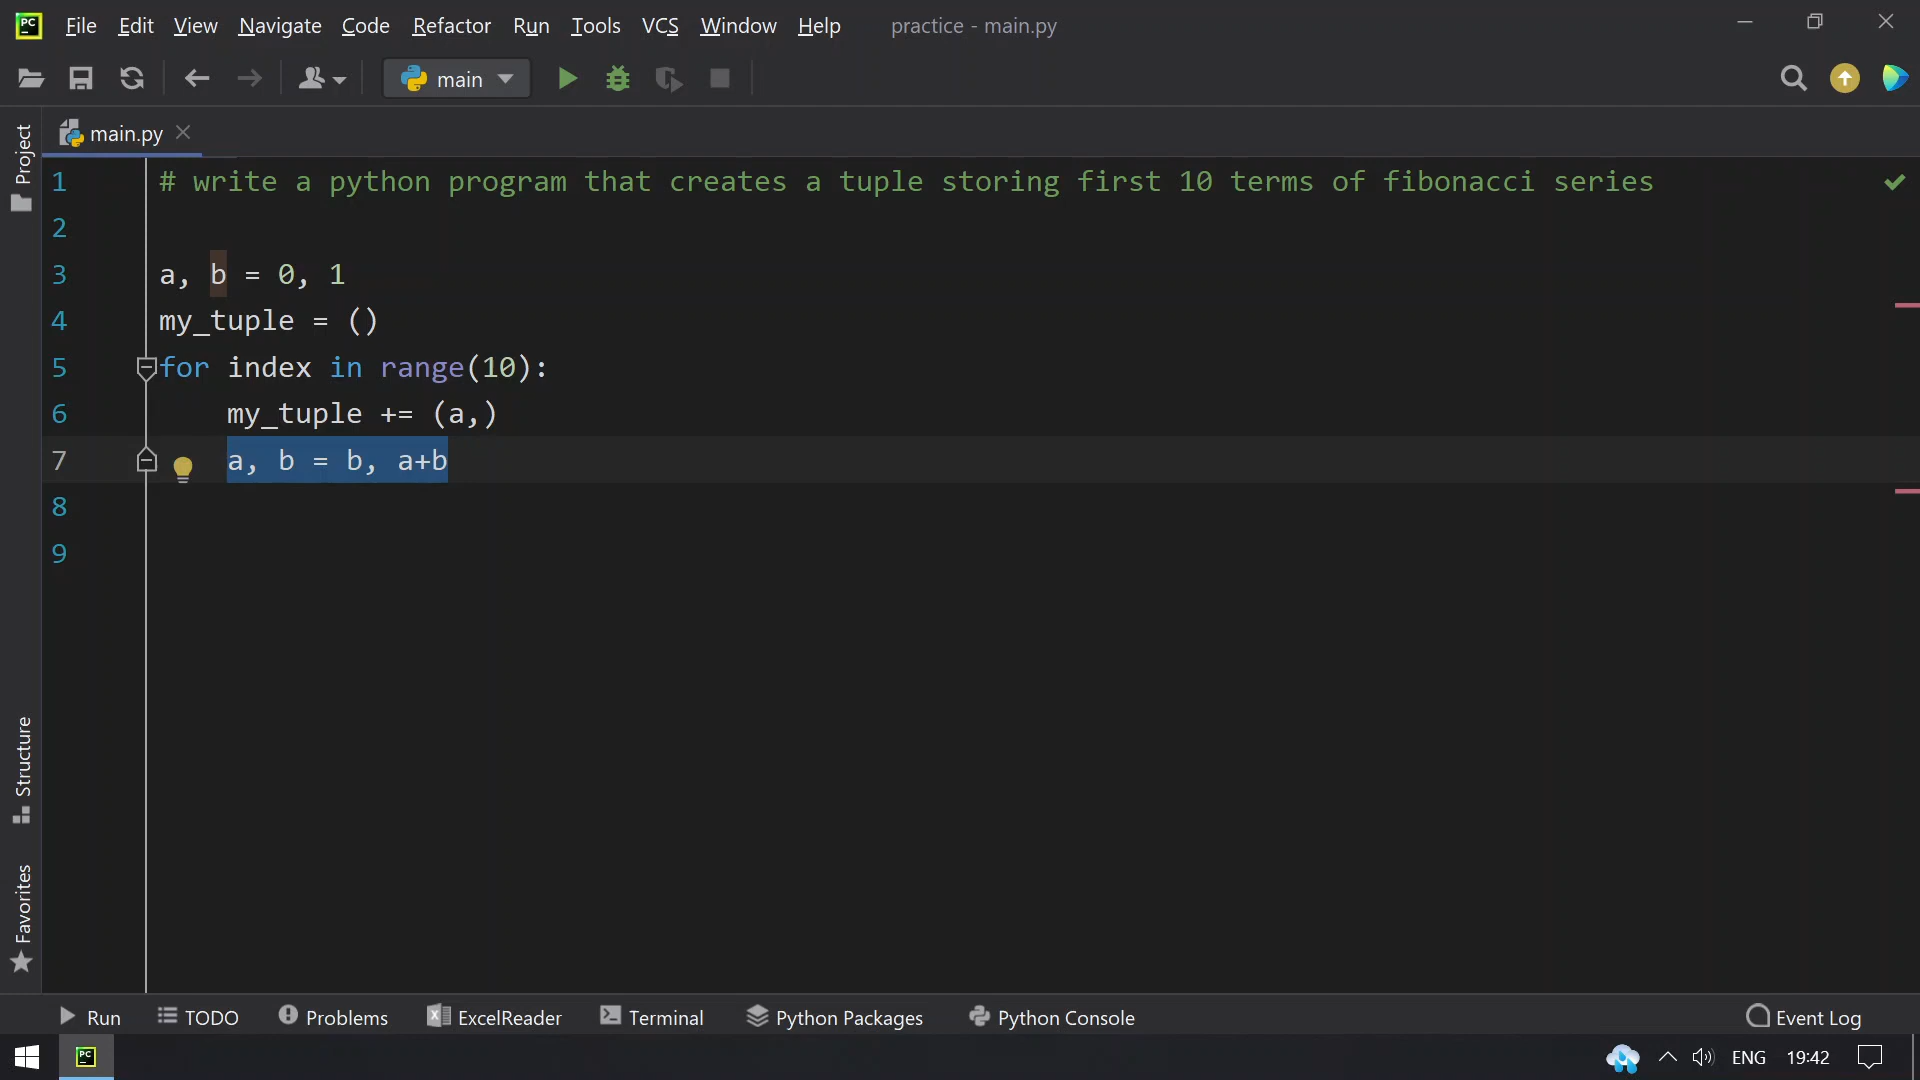 PC File Edit View Navigate Code Refactor Run Tools VCS Window Help practice - main.py
main
main.py
Project
1 # write a python program that creates a tuple storing first 10 terms of fibonacci series
2
3 a, b = 0, 1
4 my_tuple = ()
5 for index in range(10):
6 my_tuple += (a,)
7 a, b = b, a+b
8
9
Structure
Favorites
Run TODO Problems ExcelReader Terminal Python Packages Python Console Event Log
PC ENG 19:42